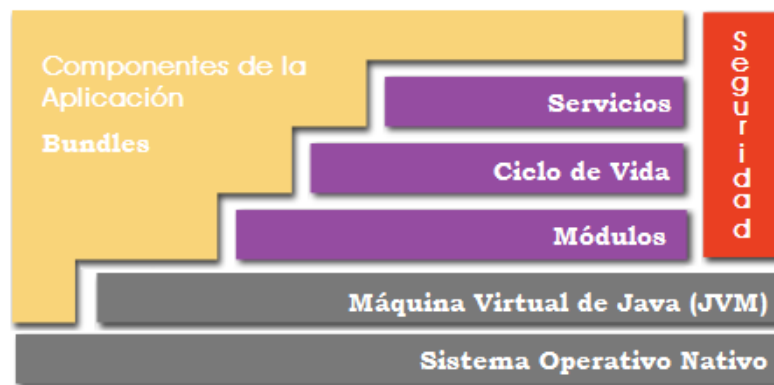 Componentes de la
Aplicación
Bundles
Servicios
Ciclo de Vida
Módulos
Seguridad
Máquina Virtual de Java (JVM)
Sistema Operativo Nativo